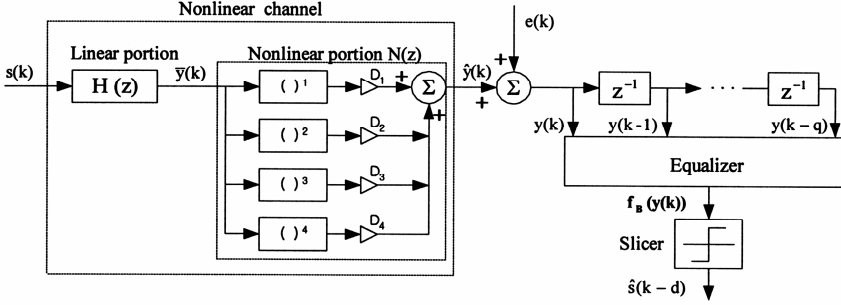 Nonlinear channel
e(k)
Linear portion
Nonlinear portion N(z)
s(k)
H (z)
ȳ(k)
( )¹
D₁
+
Σ
+
ŷ(k)
+
+
Σ
z⁻¹
· · ·
z⁻¹
( )²
D₂
y(k)
y(k-1)
y(k – q)
Equalizer
( )³
D₃
f_B (y(k))
( )⁴
D₄
Slicer
ŝ(k – d)